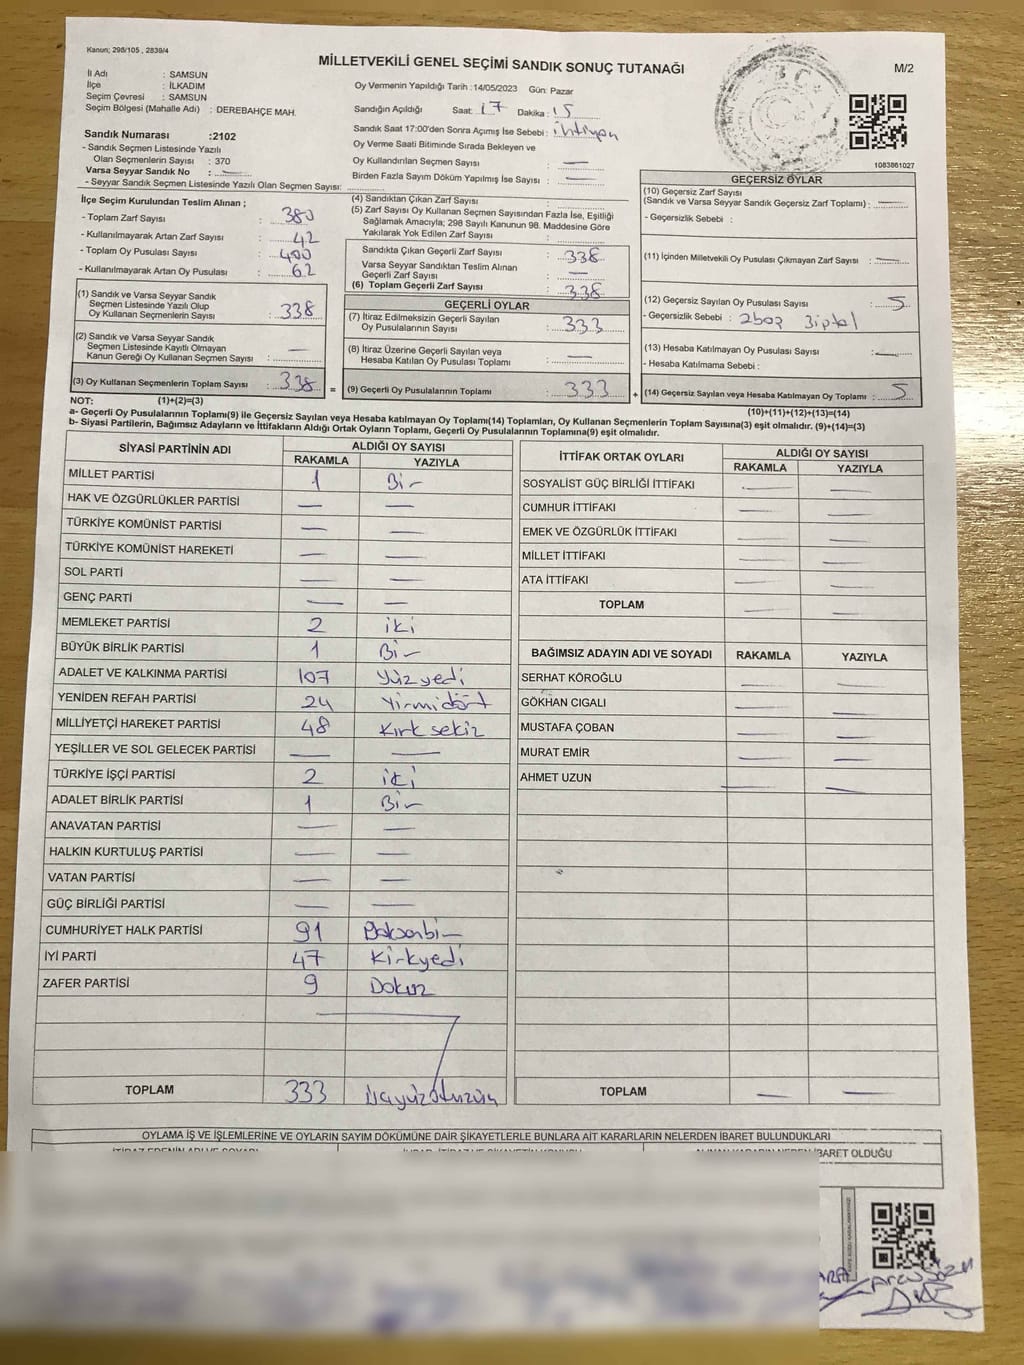 Kanun; 298/105 , 2839/4
MİLLETVEKİLİ GENEL SEÇİMİ SANDIK SONUÇ TUTANAĞI
M/2
İl Adı : SAMSUN
İlçe : İLKADIM
Seçim Çevresi : SAMSUN
Seçim Bölgesi (Mahalle Adı) : DEREBAHÇE MAH.
Sandık Numarası :2102
- Sandık Seçmen Listesinde Yazılı
Olan Seçmenlerin Sayısı : 370
Varsa Seyyar Sandık No : —
- Seyyar Sandık Seçmen Listesinde Yazılı Olan Seçmen Sayısı:
Oy Vermenin Yapıldığı Tarih :14/05/2023 Gün: Pazar
Sandığın Açıldığı Saat: 17 Dakika : 15
Sandık Saat 17:00'den Sonra Açımış İse Sebebi :
Oy Verme Saati Bitiminde Sırada Bekleyen ve
Oy Kullandırılan Seçmen Sayısı : —
Birden Fazla Sayım Döküm Yapılmış İse Sayısı : —
1083861027
İlçe Seçim Kurulundan Teslim Alınan ;
- Toplam Zarf Sayısı : 380
- Kullanılmayarak Artan Zarf Sayısı : 42
- Toplam Oy Pusulası Sayısı : 400
- Kullanılmayarak Artan Oy Pusulası : 62
(1) Sandık ve Varsa Seyyar Sandık
Seçmen Listesinde Yazılı Olup
Oy Kullanan Seçmenlerin Sayısı : 338
(2) Sandık ve Varsa Seyyar Sandık
Seçmen Listesinde Kayıtlı Olmayan
Kanun Gereği Oy Kullanan Seçmen Sayısı : —
(3) Oy Kullanan Seçmenlerin Toplam Sayısı : 338 =
(4) Sandıktan Çıkan Zarf Sayısı :
(5) Zarf Sayısı Oy Kullanan Seçmen Sayısından Fazla İse, Eşitliği
Sağlamak Amacıyla; 298 Sayılı Kanunun 98. Maddesine Göre
Yakılarak Yok Edilen Zarf Sayısı :
Sandıkta Çıkan Geçerli Zarf Sayısı : 338
Varsa Seyyar Sandıktan Teslim Alınan
Geçerli Zarf Sayısı : —
(6) Toplam Geçerli Zarf Sayısı : 338
GEÇERLİ OYLAR
(7) İtiraz Edilmeksizin Geçerli Sayılan
Oy Pusulalarının Sayısı : 333
(8) İtiraz Üzerine Geçerli Sayılan veya
Hesaba Katılan Oy Pusulası Toplamı : —
(9) Geçerli Oy Pusulalarının Toplamı : 333 +
GEÇERSİZ OYLAR
(10) Geçersiz Zarf Sayısı
(Sandık ve Varsa Seyyar Sandık Geçersiz Zarf Toplamı) : —
- Geçersizlik Sebebi :
(11) İçinden Milletvekili Oy Pusulası Çıkmayan Zarf Sayısı : —
(12) Geçersiz Sayılan Oy Pusulası Sayısı : 5
- Geçersizlik Sebebi : 2boş 3iptal
(13) Hesaba Katılmayan Oy Pusulası Sayısı : —
- Hesaba Katılmama Sebebi :
(14) Geçersiz Sayılan veya Hesaba Katılmayan Oy Toplamı : 5
NOT: (1)+(2)=(3) (10)+(11)+(12)+(13)=(14)
a- Geçerli Oy Pusulalarının Toplamı(9) ile Geçersiz Sayılan veya Hesaba katılmayan Oy Toplamı(14) Toplamları, Oy Kullanan Seçmenlerin Toplam Sayısına(3) eşit olmalıdır. (9)+(14)=(3)
b- Siyasi Partilerin, Bağımsız Adayların ve İttifakların Aldığı Ortak Oyların Toplamı, Geçerli Oy Pusulalarının Toplamına(9) eşit olmalıdır.
SİYASİ PARTİNİN ADI ALDIĞI OY SAYISI
RAKAMLA YAZIYLA
MİLLET PARTİSİ 1 Bir
HAK VE ÖZGÜRLÜKLER PARTİSİ — —
TÜRKİYE KOMÜNİST PARTİSİ — —
TÜRKİYE KOMÜNİST HAREKETİ — —
SOL PARTİ — —
GENÇ PARTİ — —
MEMLEKET PARTİSİ 2 iki
BÜYÜK BİRLİK PARTİSİ 1 Bir
ADALET VE KALKINMA PARTİSİ 107 Yüzyedi
YENİDEN REFAH PARTİSİ 24 Yirmidört
MİLLİYETÇİ HAREKET PARTİSİ 48 Kırk sekiz
YEŞİLLER VE SOL GELECEK PARTİSİ — —
TÜRKİYE İŞÇİ PARTİSİ 2 iki
ADALET BİRLİK PARTİSİ 1 Bir
ANAVATAN PARTİSİ — —
HALKIN KURTULUŞ PARTİSİ — —
VATAN PARTİSİ — —
GÜÇ BİRLİĞİ PARTİSİ — —
CUMHURİYET HALK PARTİSİ 91 Doksanbir
İYİ PARTİ 47 Kırkyedi
ZAFER PARTİSİ 9 Dokuz
TOPLAM 333 Üçyüzotuzüç
İTTİFAK ORTAK OYLARI ALDIĞI OY SAYISI
RAKAMLA YAZIYLA
SOSYALİST GÜÇ BİRLİĞİ İTTİFAKI — —
CUMHUR İTTİFAKI — —
EMEK VE ÖZGÜRLÜK İTTİFAKI — —
MİLLET İTTİFAKI — —
ATA İTTİFAKI — —
TOPLAM — —
BAĞIMSIZ ADAYIN ADI VE SOYADI RAKAMLA YAZIYLA
SERHAT KÖROĞLU — —
GÖKHAN CIGALI — —
MUSTAFA ÇOBAN — —
MURAT EMİR — —
AHMET UZUN — —
TOPLAM — —
OYLAMA İŞ VE İŞLEMLERİNE VE OYLARIN SAYIM DÖKÜMÜNE DAİR ŞİKAYETLERLE BUNLARA AİT KARARLARIN NELERDEN İBARET BULUNDUKLARI
İBARET OLDUĞU